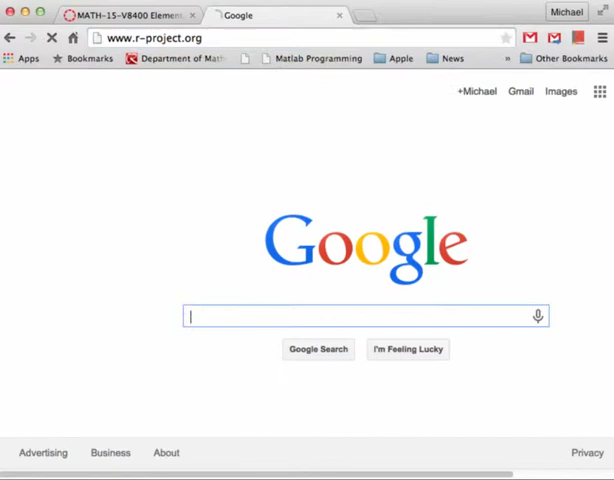 MATH-15-V8400 Element
Google
Michael
www.r-project.org
Apps
Bookmarks
Department of Math
Matlab Programming
Apple
News
»
Other Bookmarks
+Michael
Gmail
Images
Google
Google Search
I'm Feeling Lucky
Advertising
Business
About
Privacy